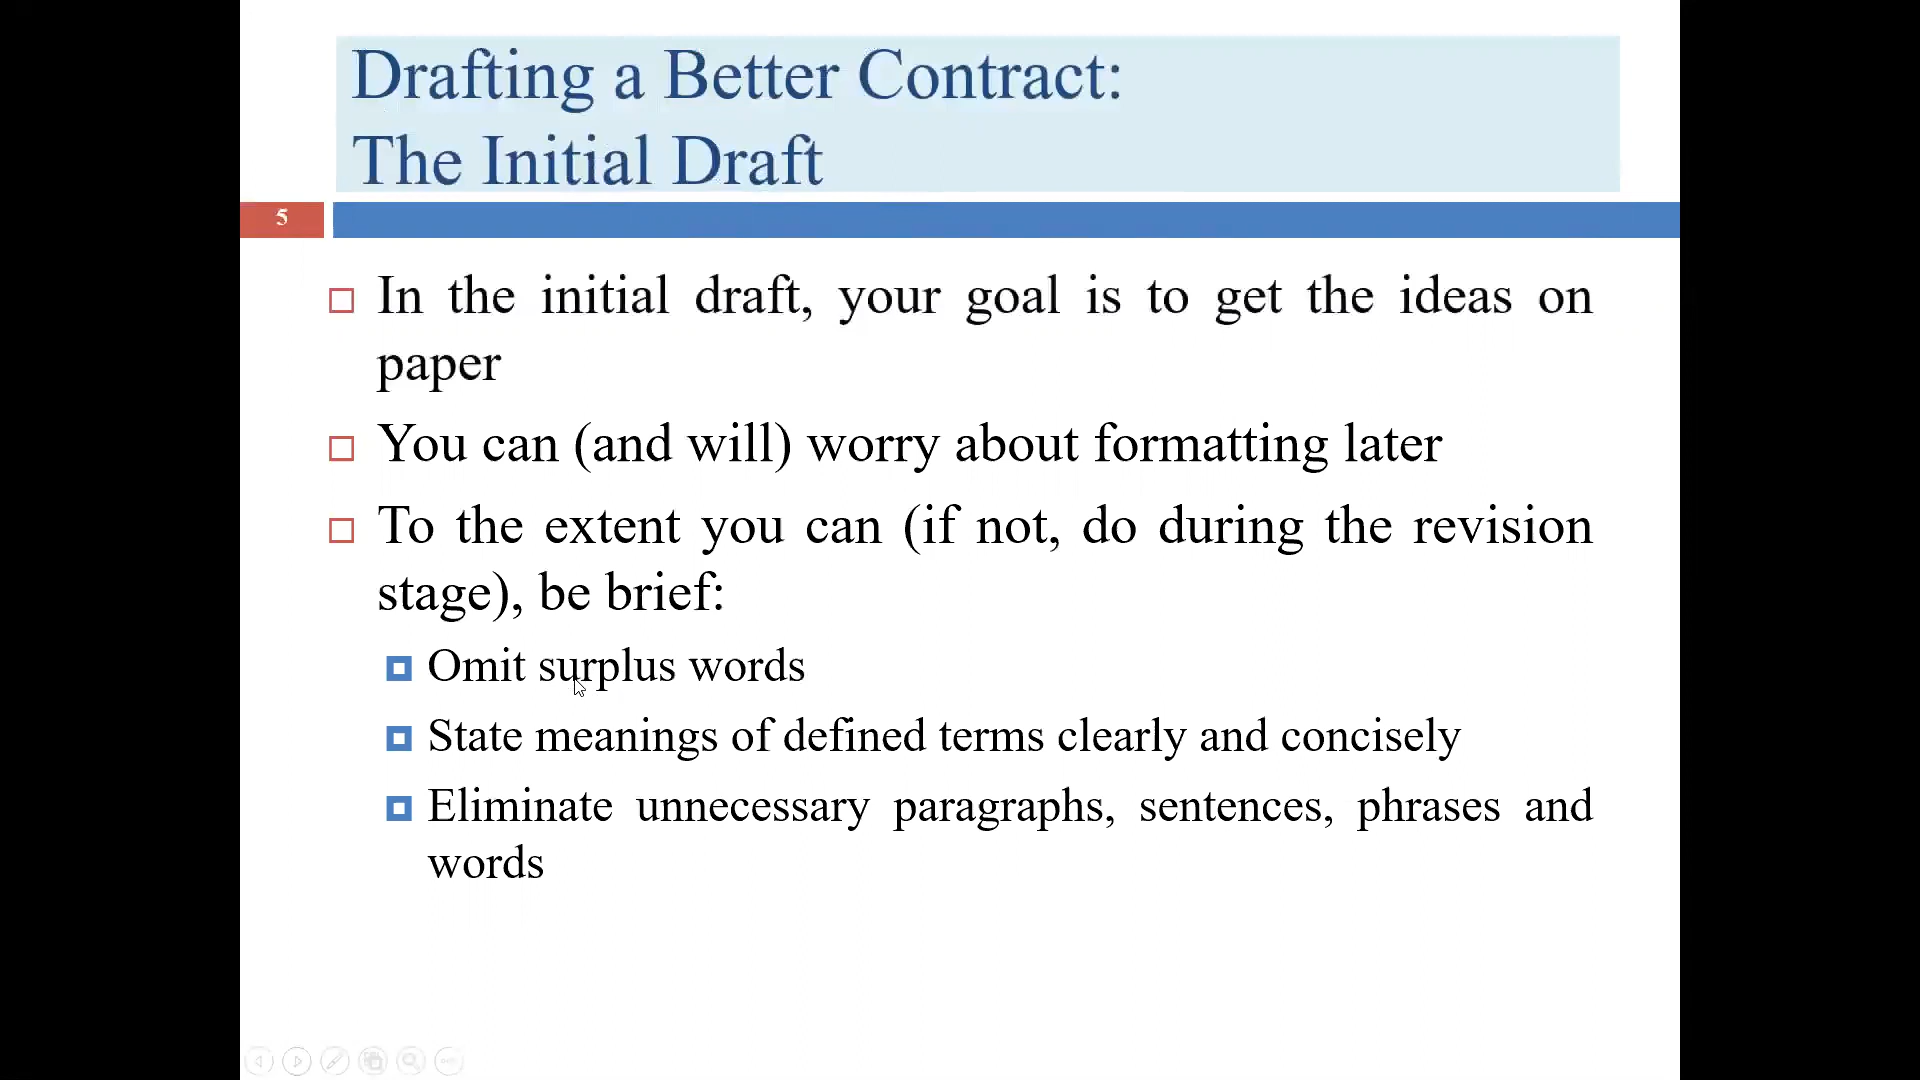 Drafting a Better Contract:
The Initial Draft
5
In the initial draft, your goal is to get the ideas on
paper
You can (and will) worry about formatting later
To the extent you can (if not, do during the revision
stage), be brief:
Omit surplus words
State meanings of defined terms clearly and concisely
Eliminate unnecessary paragraphs, sentences, phrases and
words